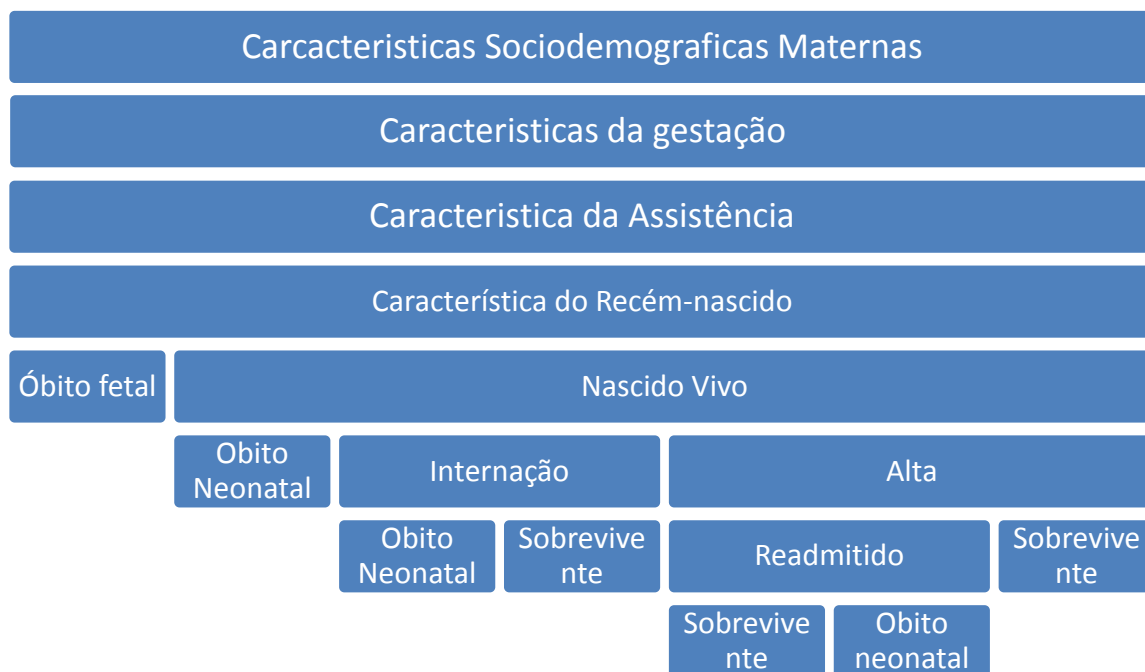 Carcacteristicas Sociodemograficas Maternas
Caracteristicas da gestação
Caracteristica da Assistência
Característica do Recém-nascido
Óbito fetal
Nascido Vivo
Obito
Neonatal
Internação
Alta
Obito
Neonatal
Sobrevive
nte
Readmitido
Sobrevive
nte
Sobrevive
nte
Obito
neonatal